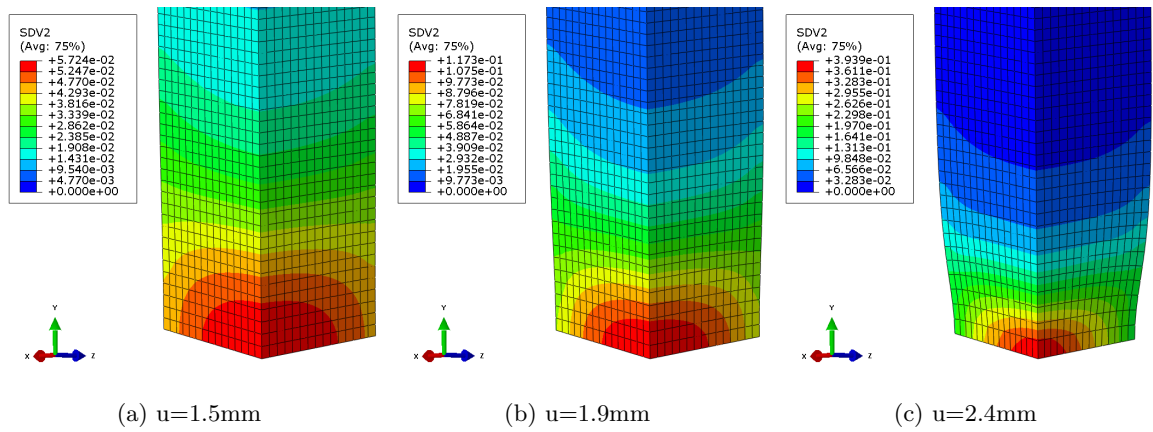 SDV2
(Avg: 75%)
+5.724e-02
+5.247e-02
+4.770e-02
+4.293e-02
+3.816e-02
+3.339e-02
+2.862e-02
+2.385e-02
+1.908e-02
+1.431e-02
+9.540e-03
+4.770e-03
+0.000e+00
Y
X
Z
(a) u=1.5mm
SDV2
(Avg: 75%)
+1.173e-01
+1.075e-01
+9.773e-02
+8.796e-02
+7.819e-02
+6.841e-02
+5.864e-02
+4.887e-02
+3.909e-02
+2.932e-02
+1.955e-02
+9.773e-03
+0.000e+00
Y
X
Z
(b) u=1.9mm
SDV2
(Avg: 75%)
+3.939e-01
+3.611e-01
+3.283e-01
+2.955e-01
+2.626e-01
+2.298e-01
+1.970e-01
+1.641e-01
+1.313e-01
+9.848e-02
+6.566e-02
+3.283e-02
+0.000e+00
Y
X
Z
(c) u=2.4mm